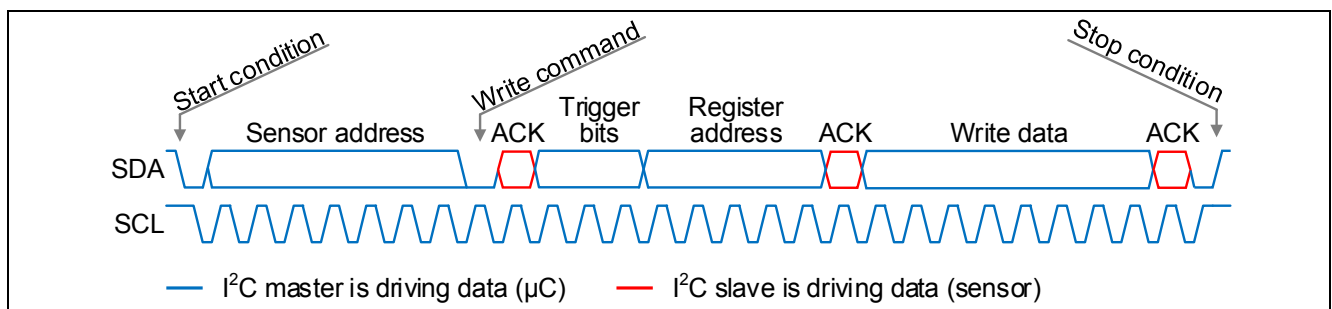 Start condition
Write command
Stop condition
Sensor address
ACK
Trigger
bits
Register
address
ACK
Write data
ACK
SDA
SCL
I²C master is driving data (µC)
I²C slave is driving data (sensor)